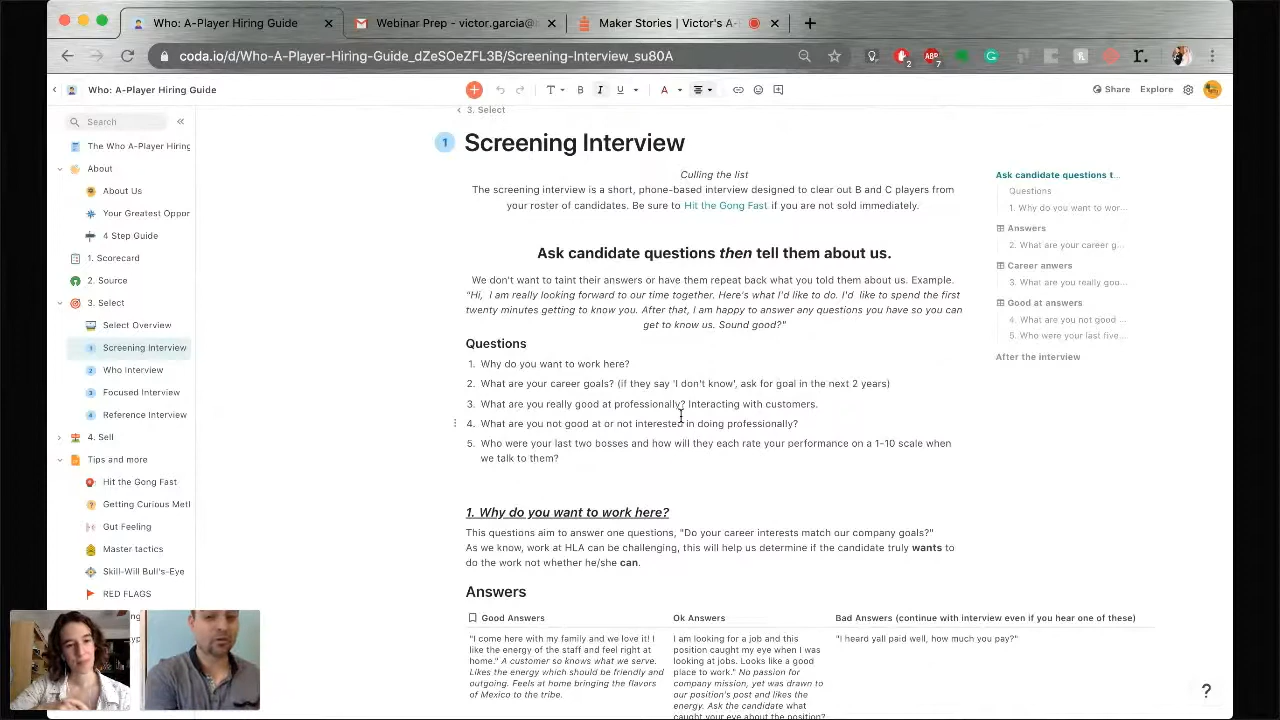 Who: A-Player Hiring Guide
Webinar Prep - victor.garcia@
Maker Stories | Victor's A-
coda.io/d/Who-A-Player-Hiring-Guide_dZeSOeZFL3B/Screening-Interview_su80A
2
ABP
7
r.
Who: A-Player Hiring Guide
T
B
I
U
A
Share
Explore
Search
The Who A-Player Hiring
About
About Us
Your Greatest Oppor
4 Step Guide
1. Scorecard
2. Source
3. Select
Select Overview
1 Screening Interview
2 Who Interview
3 Focused Interview
4 Reference Interview
4. Sell
Tips and more
Hit the Gong Fast
Getting Curious Met
Gut Feeling
Master tactics
Skill-Will Bull's-Eye
RED FLAGS
3. Select
1 Screening Interview
Culling the list
The screening interview is a short, phone-based interview designed to clear out B and C players from
your roster of candidates. Be sure to Hit the Gong Fast if you are not sold immediately.
Ask candidate questions then tell them about us.
We don't want to taint their answers or have them repeat back what you told them about us. Example.
"Hi, I am really looking forward to our time together. Here's what I'd like to do. I'd like to spend the first
twenty minutes getting to know you. After that, I am happy to answer any questions you have so you can
get to know us. Sound good?"
Questions
1. Why do you want to work here?
2. What are your career goals? (if they say 'I don't know', ask for goal in the next 2 years)
3. What are you really good at professionally? Interacting with customers.
4. What are you not good at or not interested in doing professionally?
5. Who were your last two bosses and how will they each rate your performance on a 1-10 scale when
we talk to them?
1. Why do you want to work here?
This questions aim to answer one questions, "Do your career interests match our company goals?"
As we know, work at HLA can be challenging, this will help us determine if the candidate truly wants to
do the work not whether he/she can.
Answers
Good Answers
Ok Answers
Bad Answers (continue with interview even if you hear one of these)
"I come here with my family and we love it! I
like the energy of the staff and feel right at
home." A customer so knows what we serve.
Likes the energy which should be friendly and
outgoing. Feels at home bringing the flavors
of Mexico to the tribe.
I am looking for a job and this
position caught my eye when I was
looking at jobs. Looks like a good
place to work." No passion for
company mission, yet was drawn to
our position's post and likes the
energy. Ask the candidate what
caught your eye about the position?
"I heard yall paid well, how much you pay?"
Ask candidate questions t...
Questions
1. Why do you want to wor...
Answers
2. What are your career g...
Career anwers
3. What are you really goo...
Good at answers
4. What are you not good ...
5. Who were your last five...
After the interview
?